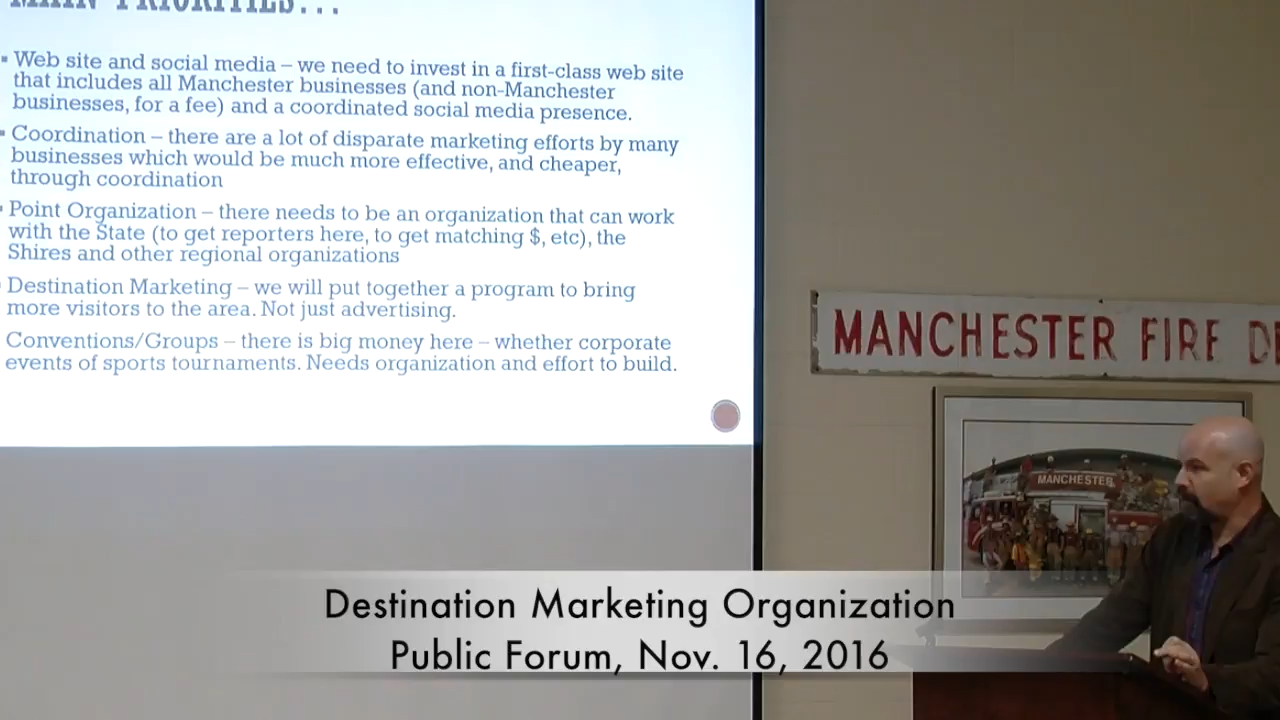 MAIN PRIORITIES...
▪ Web site and social media – we need to invest in a first-class web site
that includes all Manchester businesses (and non-Manchester
businesses, for a fee) and a coordinated social media presence.
▪ Coordination – there are a lot of disparate marketing efforts by many
businesses which would be much more effective, and cheaper,
through coordination
▪ Point Organization – there needs to be an organization that can work
with the State (to get reporters here, to get matching $, etc), the
Shires and other regional organizations
Destination Marketing – we will put together a program to bring
more visitors to the area. Not just advertising.
Conventions/Groups – there is big money here – whether corporate
events of sports tournaments. Needs organization and effort to build.
MANCHESTER FIRE D
MANCHESTER
Destination Marketing Organization
Public Forum, Nov. 16, 2016